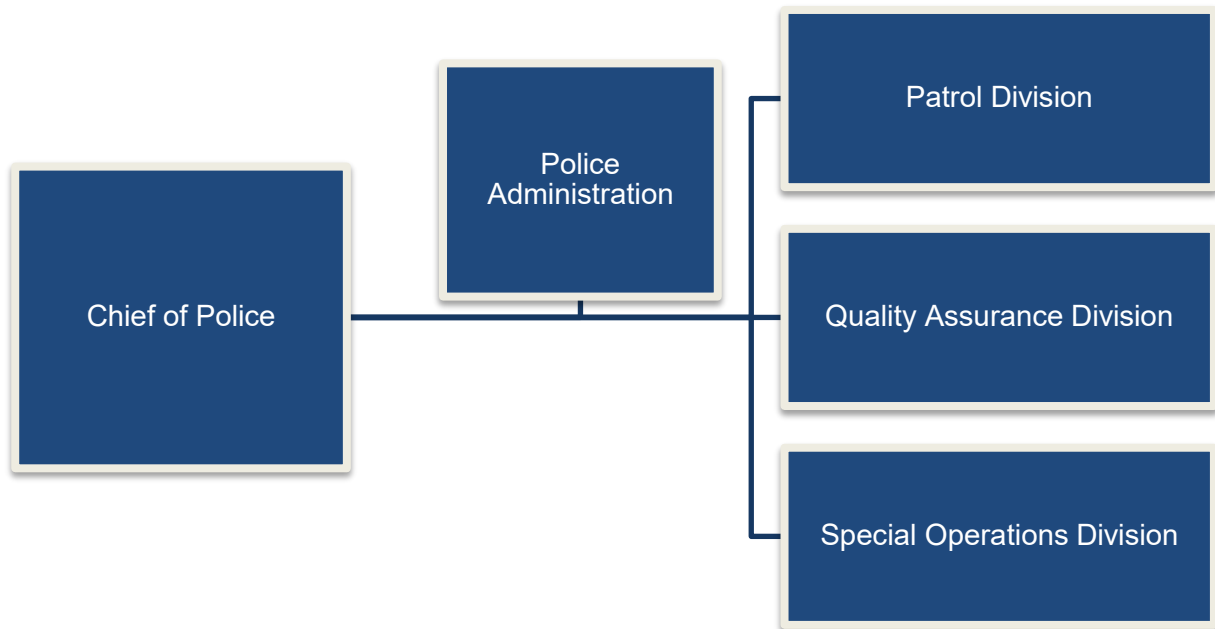 Chief of Police
Police
Administration
Patrol Division
Quality Assurance Division
Special Operations Division